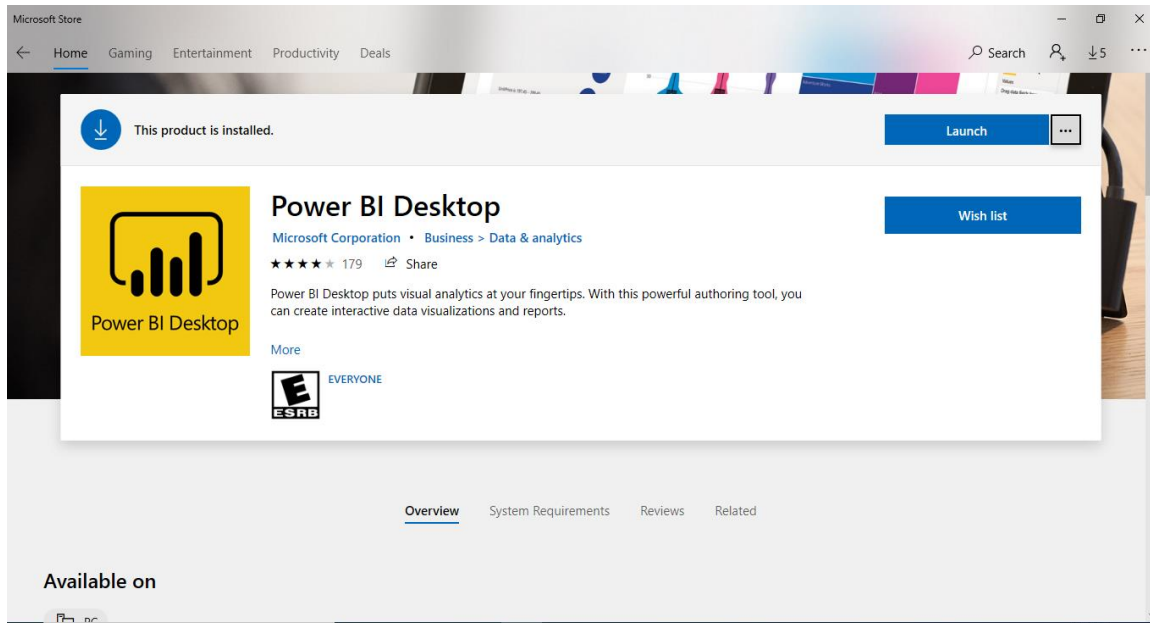 Microsoft Store
Home Gaming Entertainment Productivity Deals Search 5 ...
This product is installed. Launch ...
Power BI Desktop
Power BI Desktop
Microsoft Corporation • Business > Data & analytics
Wish list
179 Share
Power BI Desktop puts visual analytics at your fingertips. With this powerful authoring tool, you
can create interactive data visualizations and reports.
More
E
ESRB
EVERYONE
Overview System Requirements Reviews Related
Available on
PC